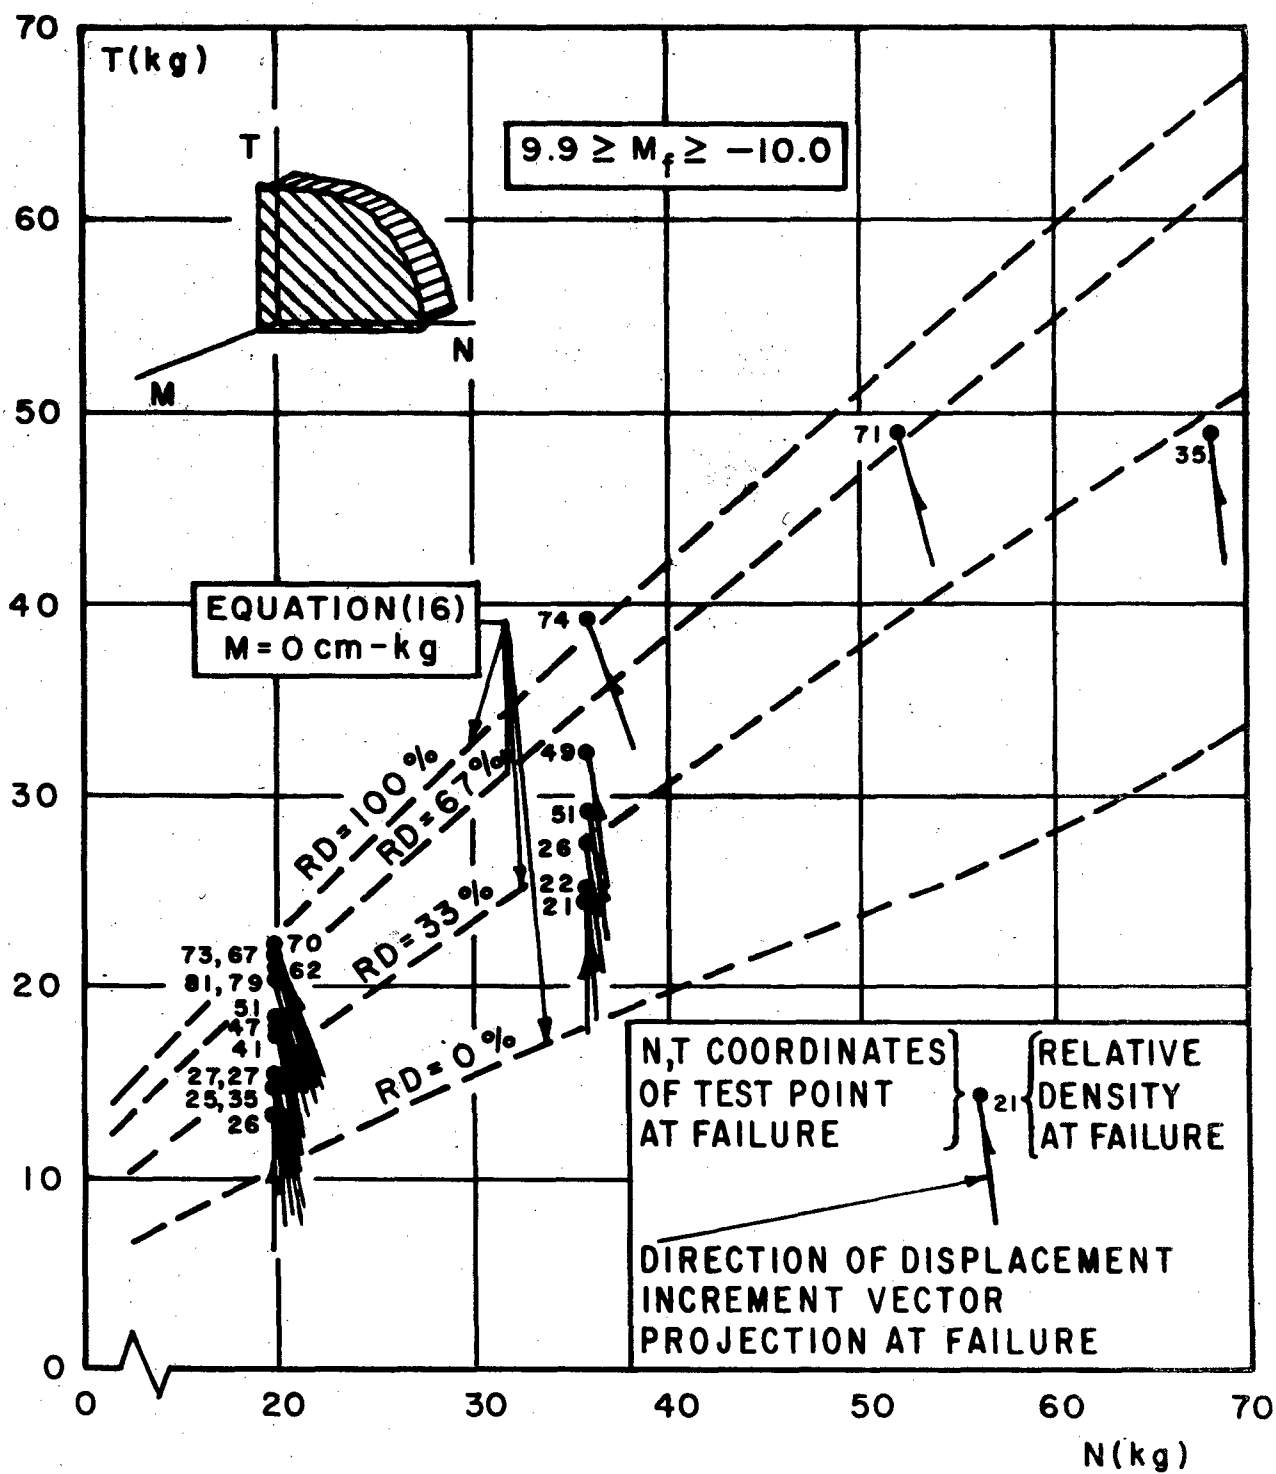 70
T(kg)
T
9.9 ≥ M_f ≥ −10.0
60
N
M
50
71
35
40
EQUATION(16)
M=0 cm-kg
74
49
30
RD=100%
RD=67%
51
26
22
21
RD=33%
70
73,67
62
81,79
20
51
47
41
RD=0%
27,27
25,35
26
N,T COORDINATES
OF TEST POINT
AT FAILURE
21
RELATIVE
DENSITY
AT FAILURE
10
DIRECTION OF DISPLACEMENT
INCREMENT VECTOR
PROJECTION AT FAILURE
0
0 20 30 40 50 60 70
N(kg)